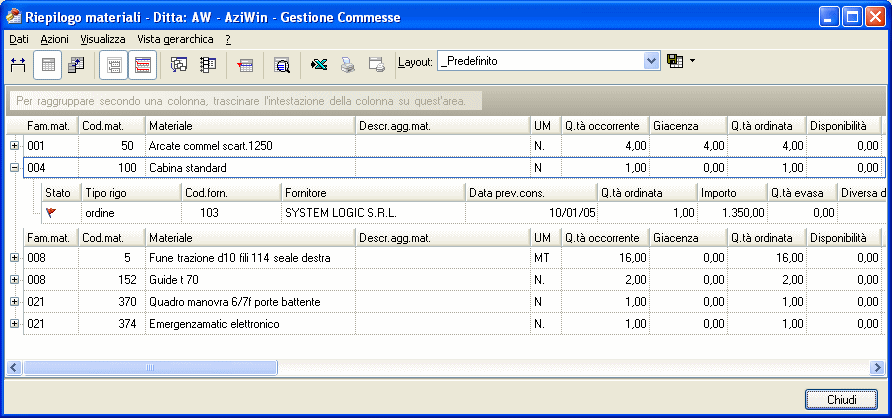 Riepilogo materiali - Ditta: AW - AziWin - Gestione Commesse
Dati Azioni Visualizza Vista gerarchica ?
Layout: _Predefinito
Per raggruppare secondo una colonna, trascinare l'intestazione della colonna su quest'area.
Fam.mat. Cod.mat. Materiale Descr.agg.mat. UM Q.tà occorrente Giacenza Q.tà ordinata Disponibilità
001 50 Arcate commel scart.1250 N. 4,00 4,00 4,00 0,00
004 100 Cabina standard N 1,00 0,00 1,00 0,00
Stato Tipo rigo Cod.forn. Fornitore Data prev.cons. Q.tà ordinata Importo Q.tà evasa Diversa d
ordine 103 SYSTEM LOGIC S.R.L. 10/01/05 1,00 1.350,00 0,00
Fam.mat. Cod.mat. Materiale Descr.agg.mat. UM Q.tà occorrente Giacenza Q.tà ordinata Disponibilità
008 5 Fune trazione d10 fili 114 seale destra MT 16,00 0,00 16,00 0,00
008 152 Guide t 70 N. 2,00 0,00 2,00 0,00
021 370 Quadro manovra 6/7f porte battente N 1,00 0,00 1,00 0,00
021 374 Emergenzamatic elettronico N. 1,00 0,00 1,00 0,00
Chiudi